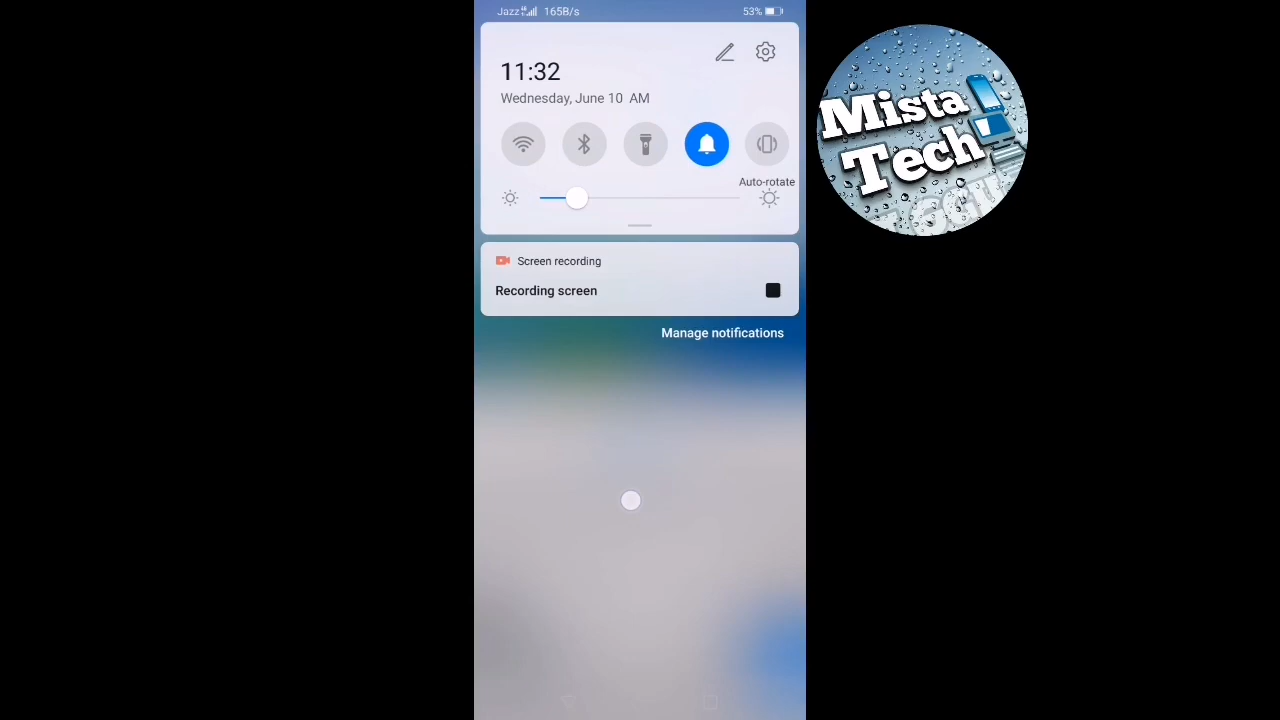 Jazz 165B/s 53%
11:32
Wednesday, June 10 AM
Auto-rotate
Screen recording
Recording screen
Manage notifications
Mista
Tech